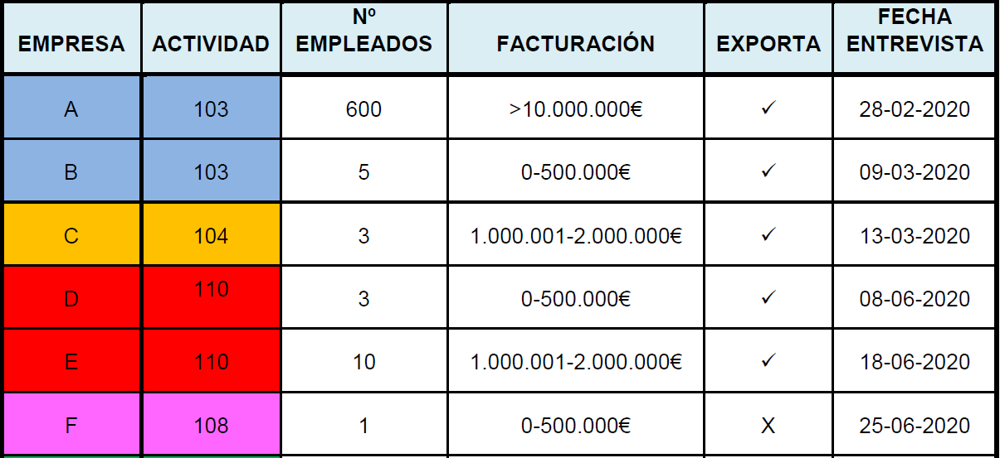 EMPRESA ACTIVIDAD Nº EMPLEADOS FACTURACIÓN EXPORTA FECHA ENTREVISTA
A 103 600 >10.000.000€ ✓ 28-02-2020
B 103 5 0-500.000€ ✓ 09-03-2020
C 104 3 1.000.001-2.000.000€ ✓ 13-03-2020
D 110 3 0-500.000€ ✓ 08-06-2020
E 110 10 1.000.001-2.000.000€ ✓ 18-06-2020
F 108 1 0-500.000€ X 25-06-2020